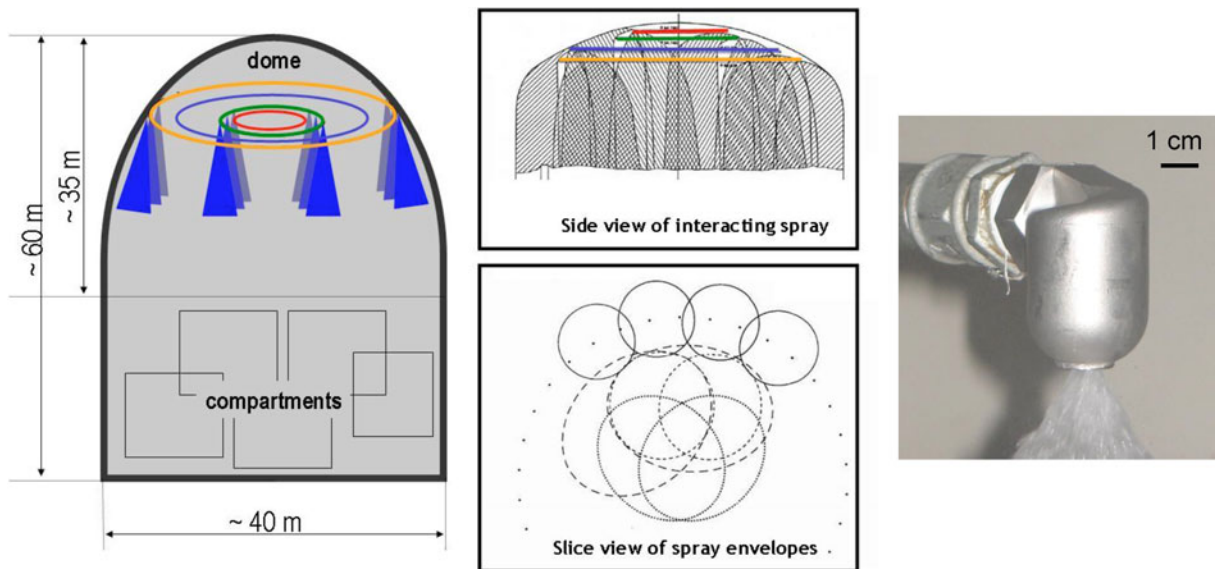 dome
~ 60 m
~ 35 m
compartments
~ 40 m
Side view of interacting spray
Slice view of spray envelopes
1 cm